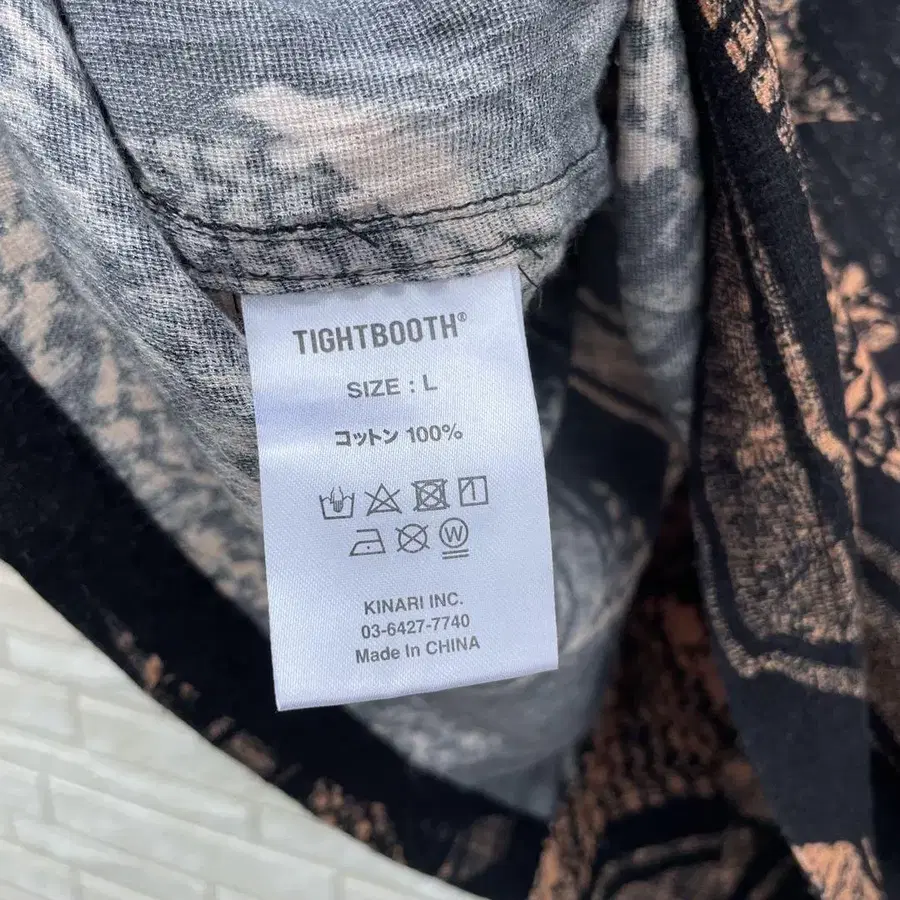 TIGHTBOOTH®
SIZE : L
コットン 100%
W
KINARI INC.
03-6427-7740
Made In CHINA